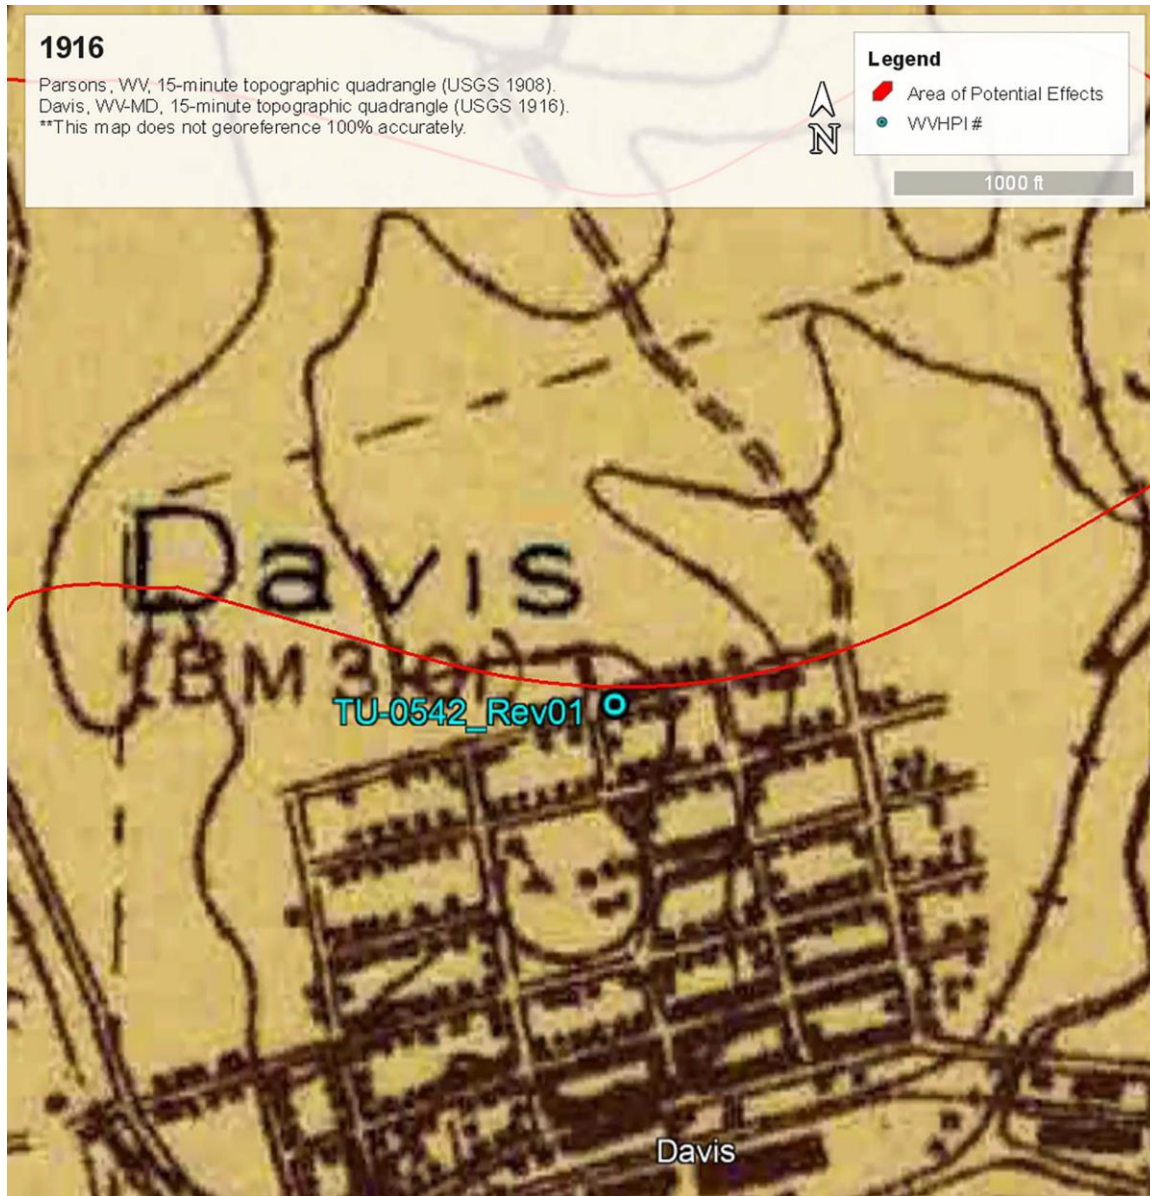 1916
Parsons, WV, 15-minute topographic quadrangle (USGS 1908).
Davis, WV-MD, 15-minute topographic quadrangle (USGS 1916).
**This map does not georeference 100% accurately.
N
Legend
Area of Potential Effects
WVHPI #
1000 ft
Davis
BM
TU-0542_Rev01
Davis